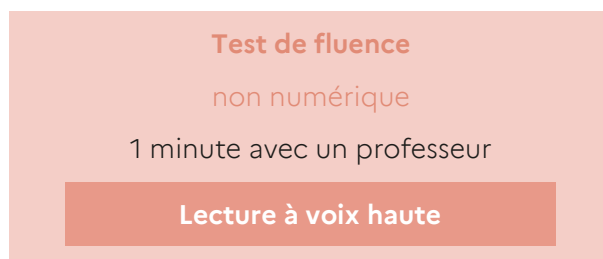 Test de fluence
non numérique
1 minute avec un professeur
Lecture à voix haute